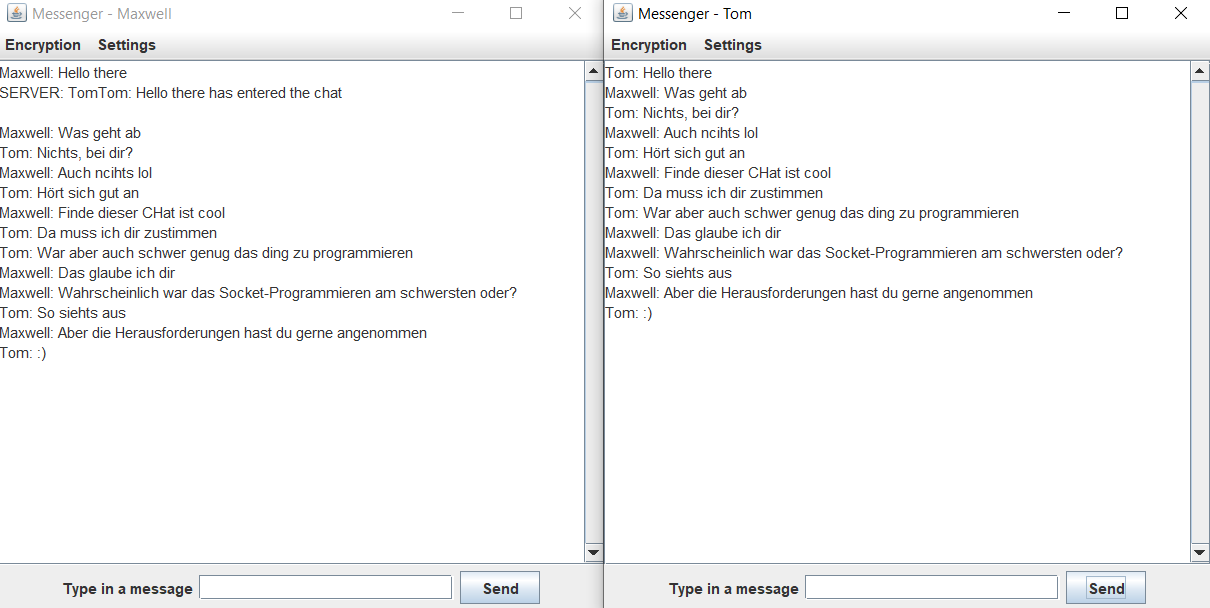 Messenger - Maxwell
Encryption Settings
Maxwell: Hello there
SERVER: TomTom: Hello there has entered the chat
Maxwell: Was geht ab
Tom: Nichts, bei dir?
Maxwell: Auch ncihts lol
Tom: Hört sich gut an
Maxwell: Finde dieser CHat ist cool
Tom: Da muss ich dir zustimmen
Tom: War aber auch schwer genug das ding zu programmieren
Maxwell: Das glaube ich dir
Maxwell: Wahrscheinlich war das Socket-Programmieren am schwersten oder?
Tom: So siehts aus
Maxwell: Aber die Herausforderungen hast du gerne angenommen
Tom: :)
Type in a message
Send
Messenger - Tom
Encryption Settings
Tom: Hello there
Maxwell: Was geht ab
Tom: Nichts, bei dir?
Maxwell: Auch ncihts lol
Tom: Hört sich gut an
Maxwell: Finde dieser CHat ist cool
Tom: Da muss ich dir zustimmen
Tom: War aber auch schwer genug das ding zu programmieren
Maxwell: Das glaube ich dir
Maxwell: Wahrscheinlich war das Socket-Programmieren am schwersten oder?
Tom: So siehts aus
Maxwell: Aber die Herausforderungen hast du gerne angenommen
Tom: :)
Type in a message
Send